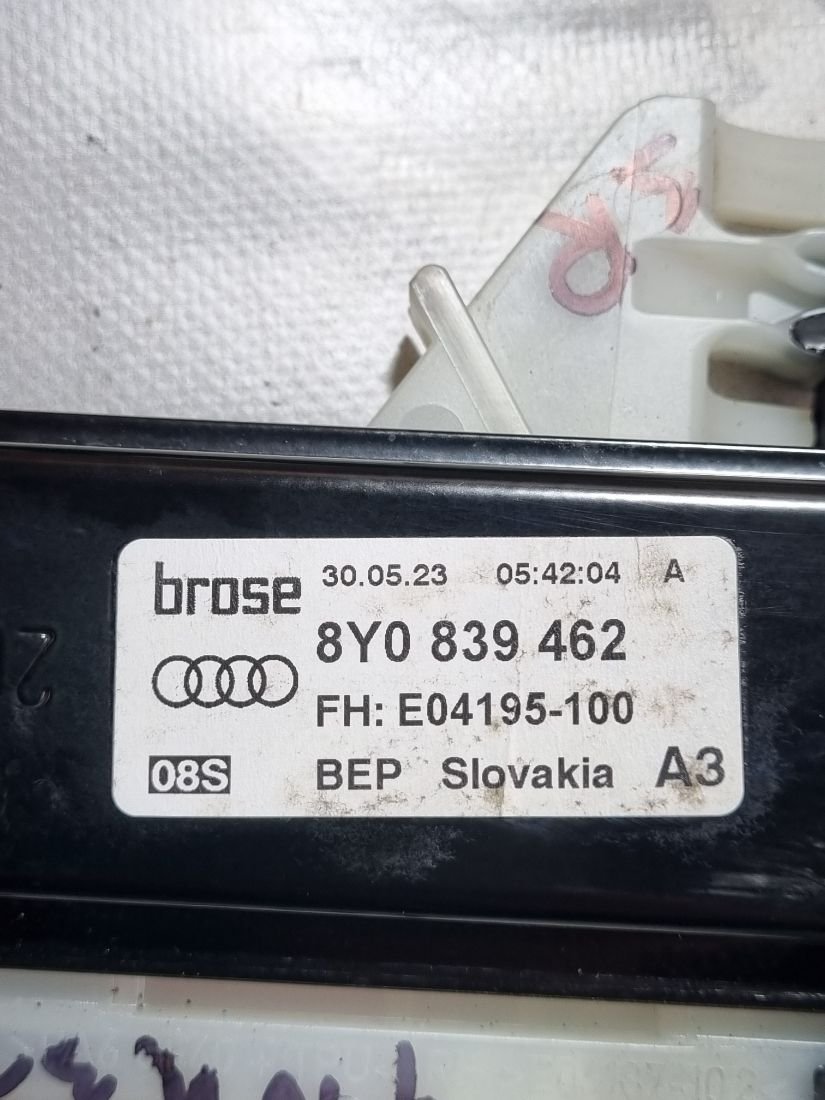 brose 30.05.23 05:42:04 A
8Y0 839 462
FH: E04195-100
08S BEP Slovakia A3